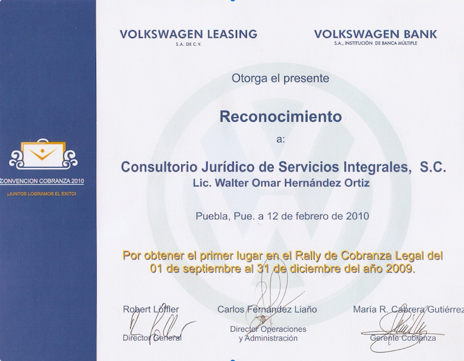 VOLKSWAGEN LEASING
S.A. DE C.V.
VOLKSWAGEN BANK
S.A., INSTITUCIÓN DE BANCA MÚLTIPLE
Otorga el presente
Reconocimiento
a:
Consultorio Jurídico de Servicios Integrales, S.C.
Lic. Walter Omar Hernández Ortiz
Puebla, Pue. a 12 de febrero de 2010
Por obtener el primer lugar en el Rally de Cobranza Legal del
01 de septiembre al 31 de diciembre del año 2009.
CONVENCION COBRANZA 2010
¡JUNTOS LOGRAMOS EL ÉXITO!
Robert Löffler
Director General
Carlos Fernández Liaño
Director Operaciones
y Administración
María R. Cabrera Gutiérrez
Gerente Cobranza